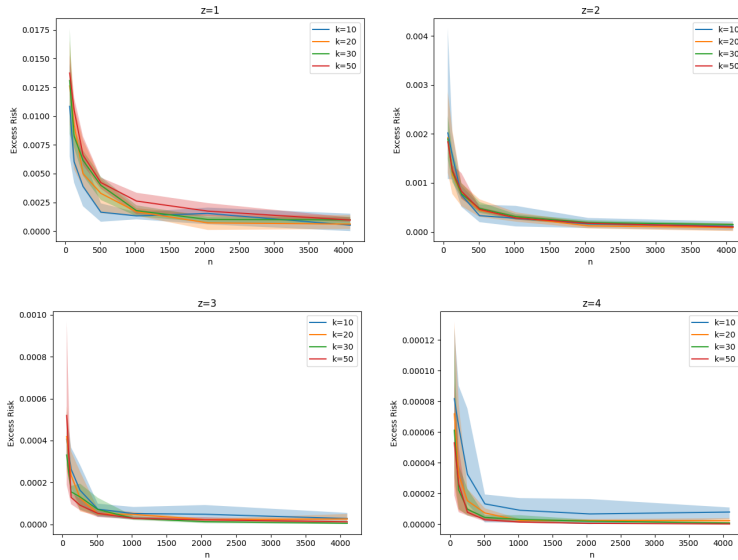 z=1
0.0175
0.0150
0.0125
0.0100
0.0075
0.0050
0.0025
0.0000
Excess Risk
0
500
1000
1500
2000
2500
3000
3500
4000
n
k=10
k=20
k=30
k=50
z=2
0.004
0.003
0.002
0.001
0.000
Excess Risk
0
500
1000
1500
2000
2500
3000
3500
4000
n
k=10
k=20
k=30
k=50
z=3
0.0010
0.0008
0.0006
0.0004
0.0002
0.0000
Excess Risk
0
500
1000
1500
2000
2500
3000
3500
4000
n
k=10
k=20
k=30
k=50
z=4
0.00012
0.00010
0.00008
0.00006
0.00004
0.00002
0.00000
Excess Risk
0
500
1000
1500
2000
2500
3000
3500
4000
n
k=10
k=20
k=30
k=50